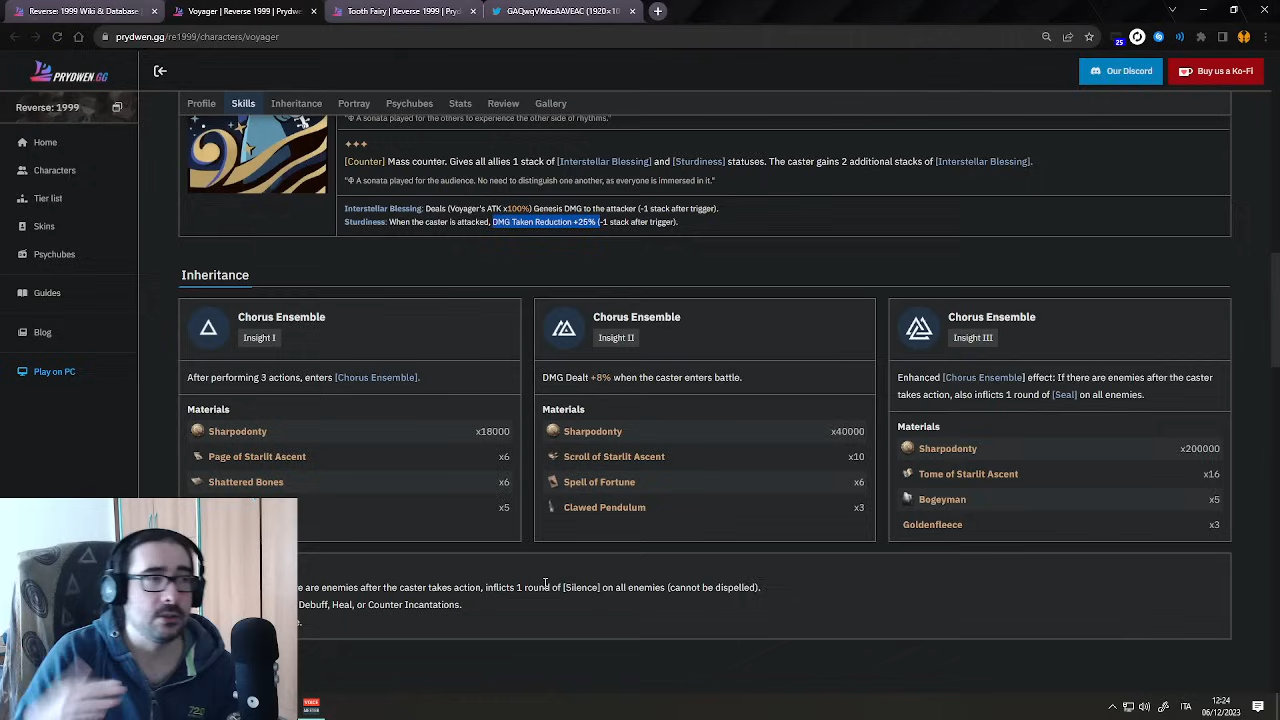 Reverse 1999 Wiki & Database
Voyager | Reverse 1999 | Prydwen
Tooth Fairy | Reverse 1999 | Pryd
GAQwqVWaoAAVEAC (1920×10
prydwen.gg/re1999/characters/voyager
25
PRYDWEN.GG
Our Discord
Buy us a Ko-Fi
Reverse: 1999
Home
Characters
Tier list
Skins
Psychubes
Guides
Blog
Play on PC
Profile Skills Inheritance Portray Psychubes Stats Review Gallery
A sonata played for the others to experience the other side of rhythms."
[Counter] Mass counter. Gives all allies 1 stack of [Interstellar Blessing] and [Sturdiness] statuses. The caster gains 2 additional stacks of [Interstellar Blessing].
A sonata played for the audience. No need to distinguish one another, as everyone is immersed in it."
Interstellar Blessing: Deals (Voyager's ATK x100%) Genesis DMG to the attacker (-1 stack after trigger).
Sturdiness: When the caster is attacked, DMG Taken Reduction +25% (-1 stack after trigger).
Inheritance
Chorus Ensemble
Insight I
After performing 3 actions, enters [Chorus Ensemble].
Materials
Sharpodonty x18000
Page of Starlit Ascent x6
Shattered Bones x6
x5
Chorus Ensemble
Insight II
DMG Dealt +8% when the caster enters battle.
Materials
Sharpodonty x40000
Scroll of Starlit Ascent x10
Spell of Fortune x6
Clawed Pendulum x3
Chorus Ensemble
Insight III
Enhanced [Chorus Ensemble] effect: If there are enemies after the caster
takes action, also inflicts 1 round of [Seal] on all enemies.
Materials
Sharpodonty x200000
Tome of Starlit Ascent x16
Bogeyman x5
Goldenfleece x3
are enemies after the caster takes action, inflicts 1 round of [Silence] on all enemies (cannot be dispelled).
Debuff, Heal, or Counter Incantations.
VOICE
720
ITA
12:24
06/12/2023